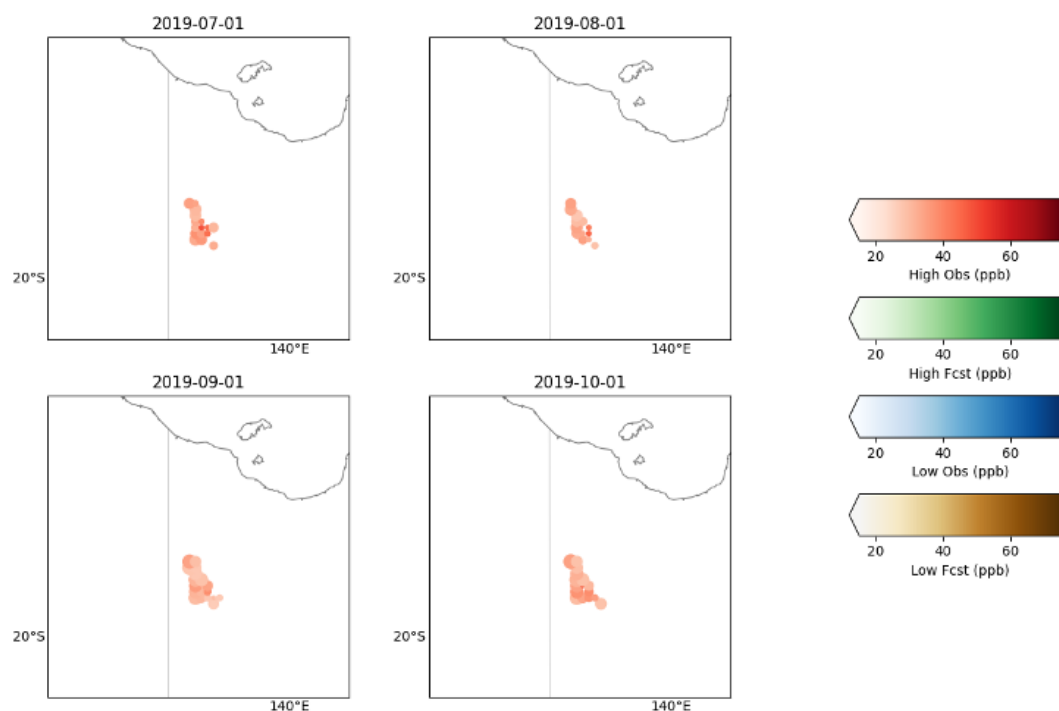 2019-07-01
2019-08-01
20°S
140°E
140°E
2019-09-01
2019-10-01
20°S
140°E
140°E
20 40 60
High Obs (ppb)
20 40 60
High Fcst (ppb)
20 40 60
Low Obs (ppb)
20 40 60
Low Fcst (ppb)